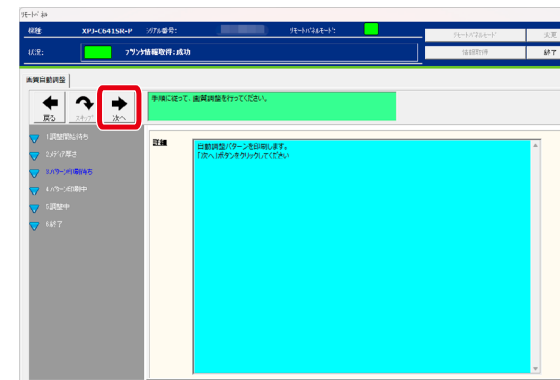 リモートパネル
機種 XPJ-C641SR-P シリアル番号: リモートパネルモード: リモートパネルモード 決定
状況: プリンタ情報取得:成功 情報取得 終了
画質自動調整
戻る スキップ 次へ 手順に従って、画質調整を行ってください。
1.調整開始待ち
2.メディア厚さ
3.パターン印刷待ち
4.パターン印刷中
5.調整中
6.終了
詳細
自動調整パターンを印刷します。
「次へ」ボタンをクリックしてください